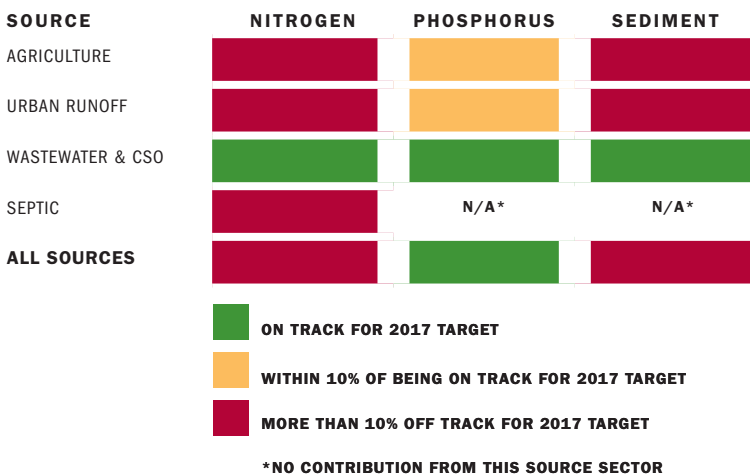 SOURCE NITROGEN PHOSPHORUS SEDIMENT
AGRICULTURE
URBAN RUNOFF
WASTEWATER & CSO
SEPTIC N/A* N/A*
ALL SOURCES
ON TRACK FOR 2017 TARGET
WITHIN 10% OF BEING ON TRACK FOR 2017 TARGET
MORE THAN 10% OFF TRACK FOR 2017 TARGET
*NO CONTRIBUTION FROM THIS SOURCE SECTOR